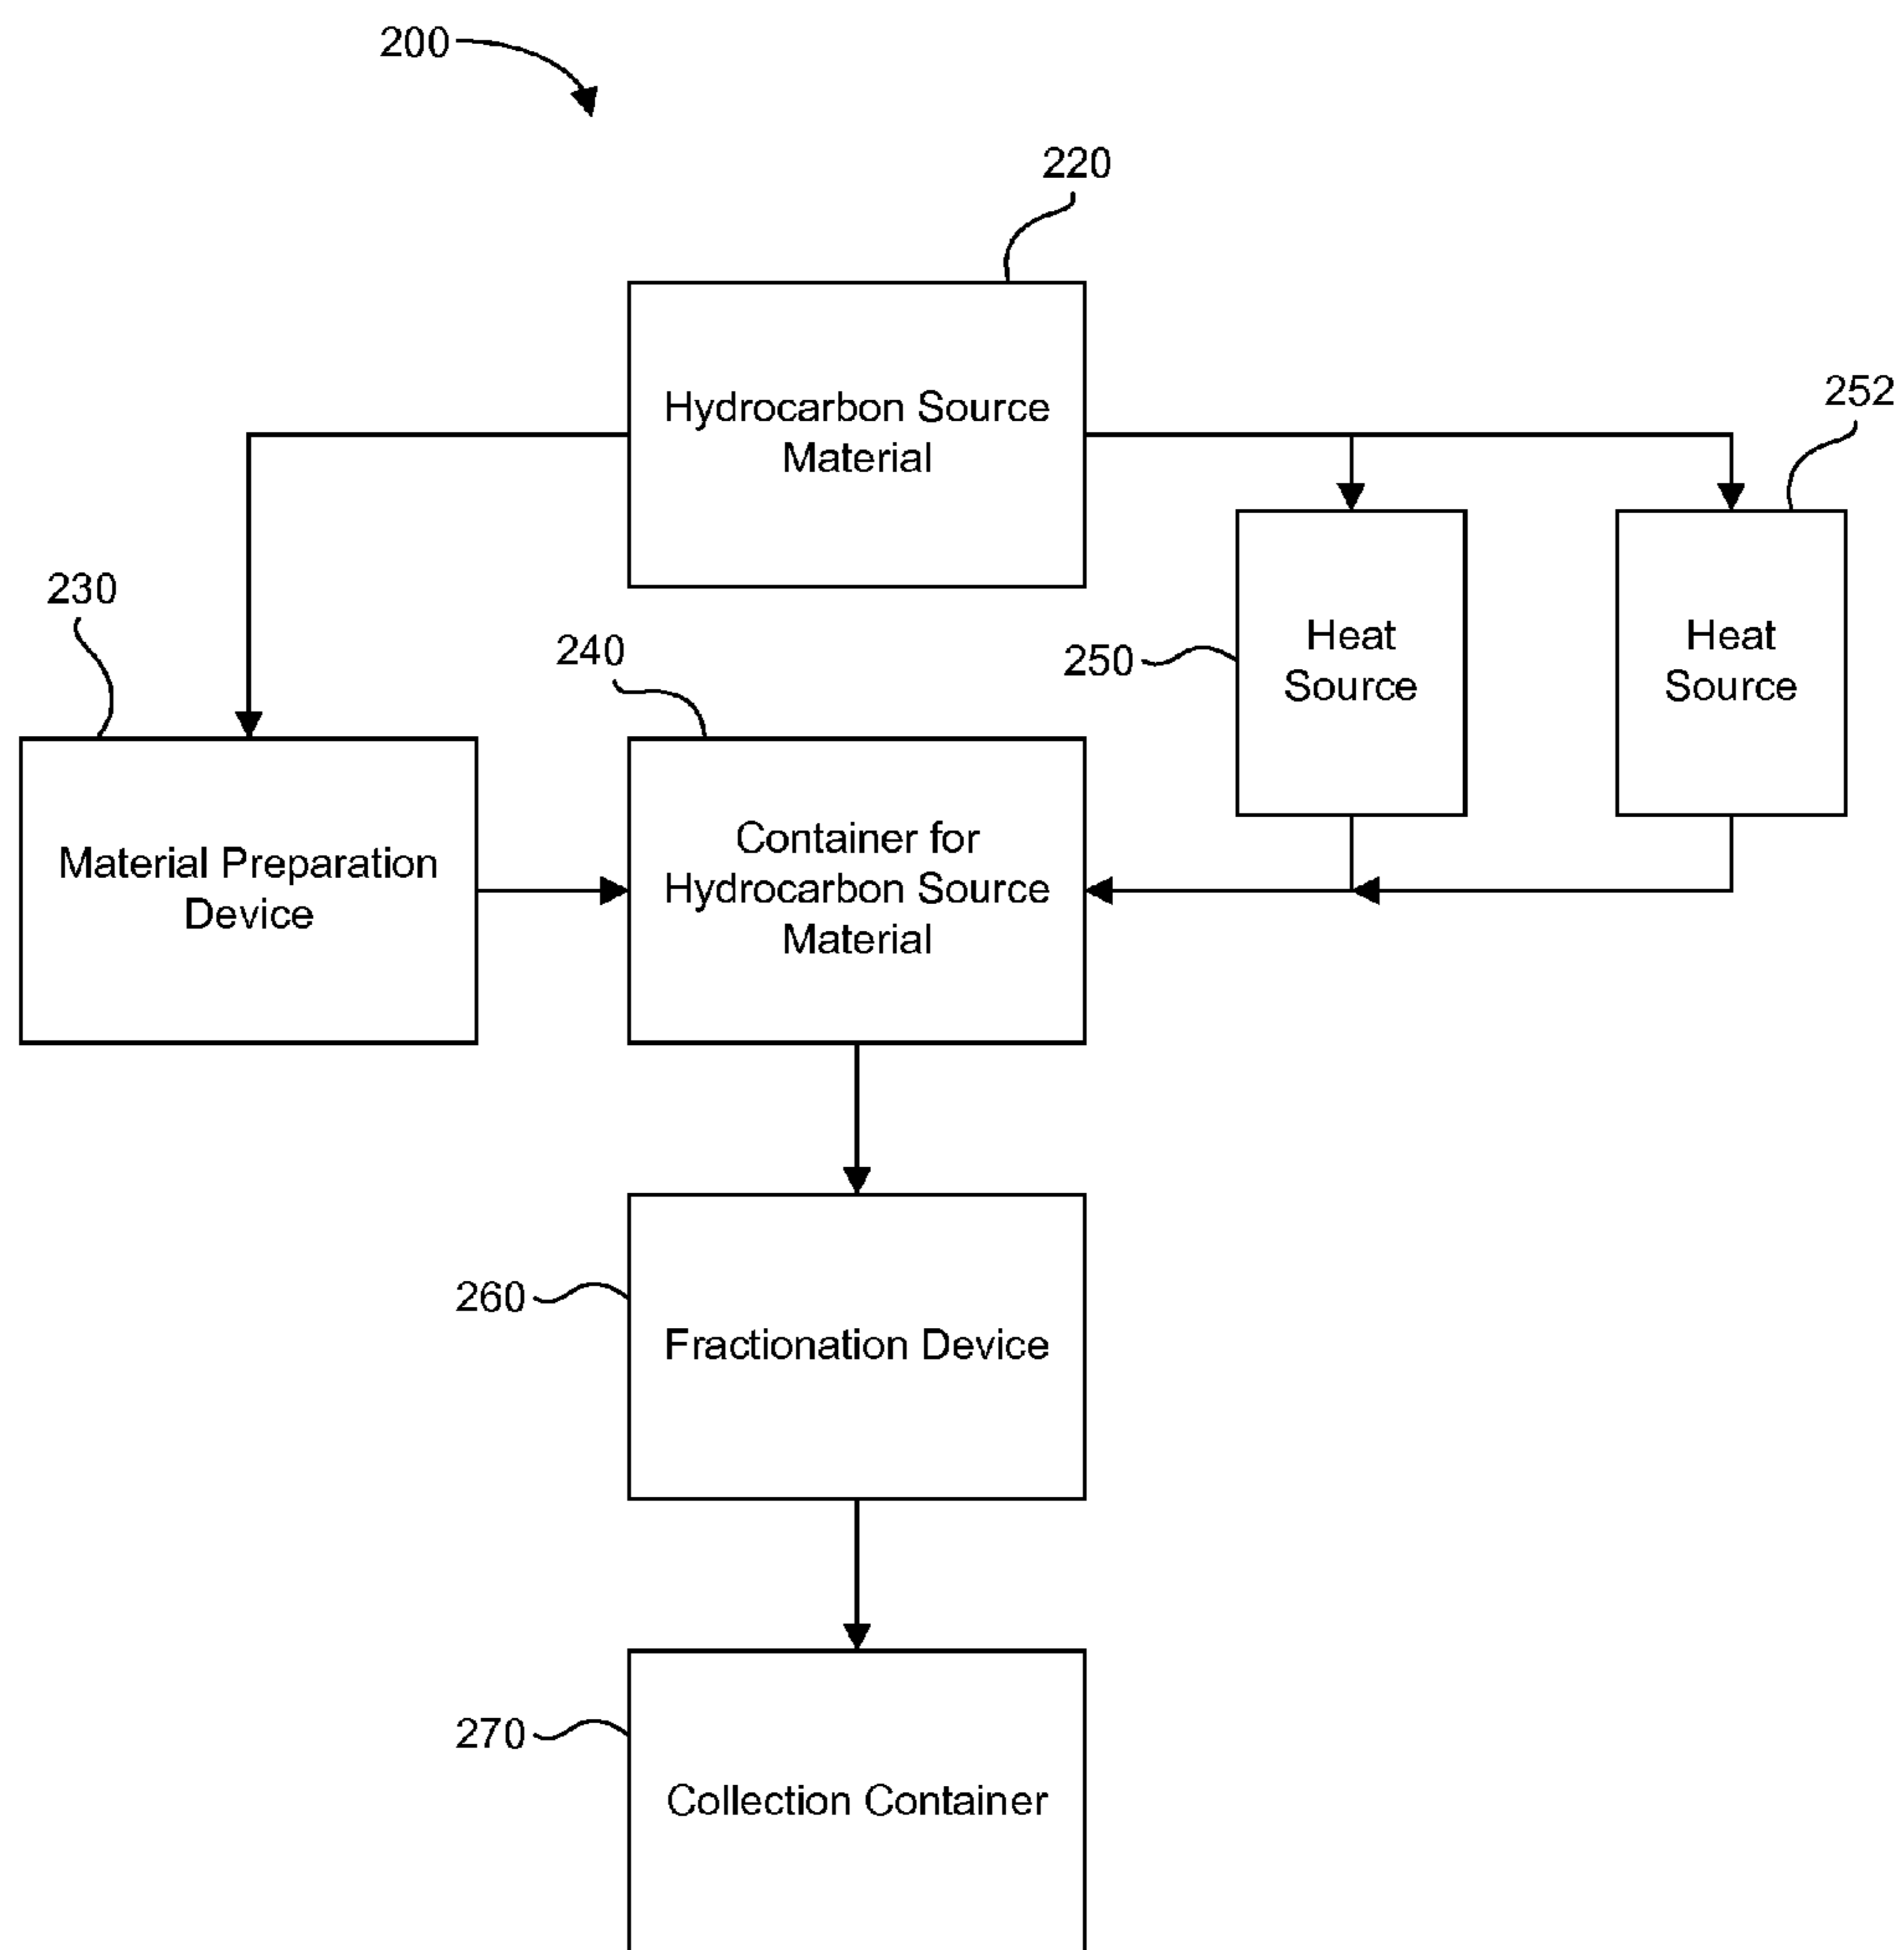 200
220
Hydrocarbon Source
Material
252
230
240
250
Heat
Source
Heat
Source
Material Preparation
Device
Container for
Hydrocarbon Source
Material
260
Fractionation Device
270
Collection Container